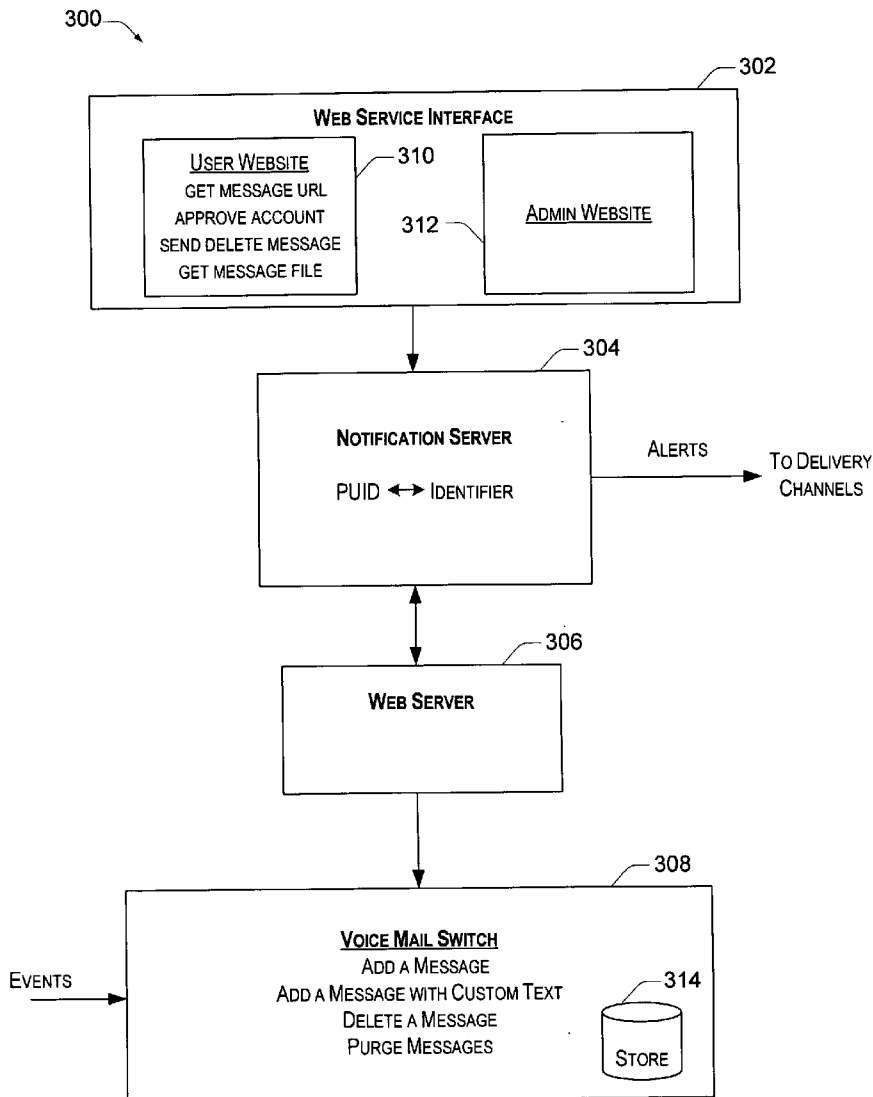 300
302
WEB SERVICE INTERFACE
USER WEBSITE
310
GET MESSAGE URL
APPROVE ACCOUNT
SEND DELETE MESSAGE
GET MESSAGE FILE
312
ADMIN WEBSITE
304
NOTIFICATION SERVER
PUID IDENTIFIER
ALERTS
TO DELIVERY
CHANNELS
306
WEB SERVER
308
VOICE MAIL SWITCH
ADD A MESSAGE
ADD A MESSAGE WITH CUSTOM TEXT
DELETE A MESSAGE
PURGE MESSAGES
EVENTS
314
STORE